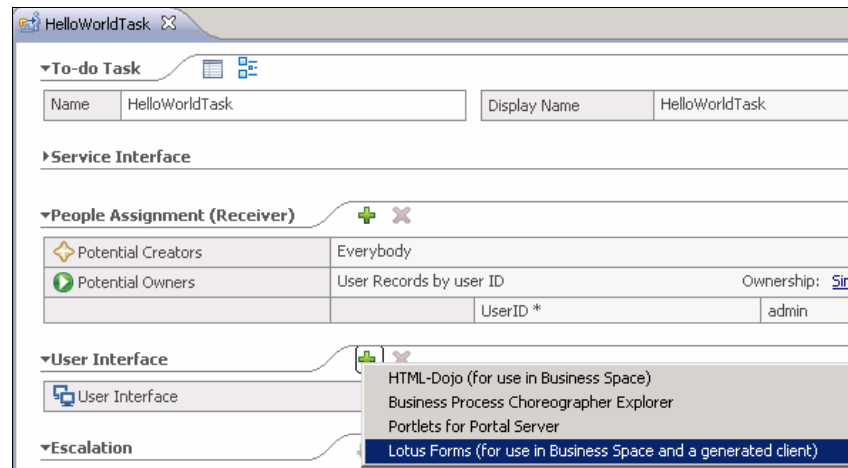 HelloWorldTask
To-do Task
Name HelloWorldTask Display Name HelloWorldTask
Service Interface
People Assignment (Receiver)
Potential Creators Everybody
Potential Owners User Records by user ID Ownership:
UserID * admin
User Interface
HTML-Dojo (for use in Business Space)
User Interface
Business Process Choreographer Explorer
Portlets for Portal Server
Escalation
Lotus Forms (for use in Business Space and a generated client)